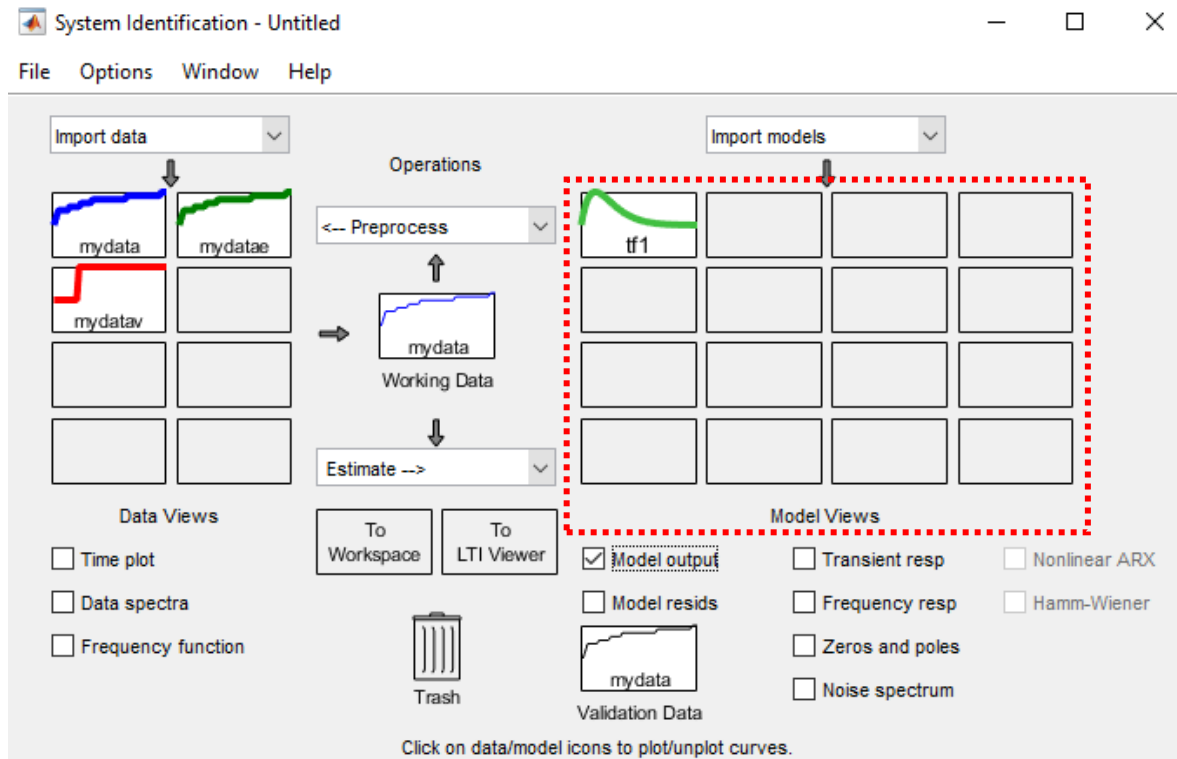 System Identification - Untitled
File Options Window Help
Import data
Import models
Operations
mydata
mydatae
<-- Preprocess
tf1
mydatav
mydata
Working Data
Estimate -->
Data Views
To Workspace
To LTI Viewer
Model Views
Time plot
Model output
Transient resp
Nonlinear ARX
Data spectra
Model resids
Frequency resp
Hamm-Wiener
Frequency function
Zeros and poles
mydata
Trash
Noise spectrum
Validation Data
Click on data/model icons to plot/unplot curves.